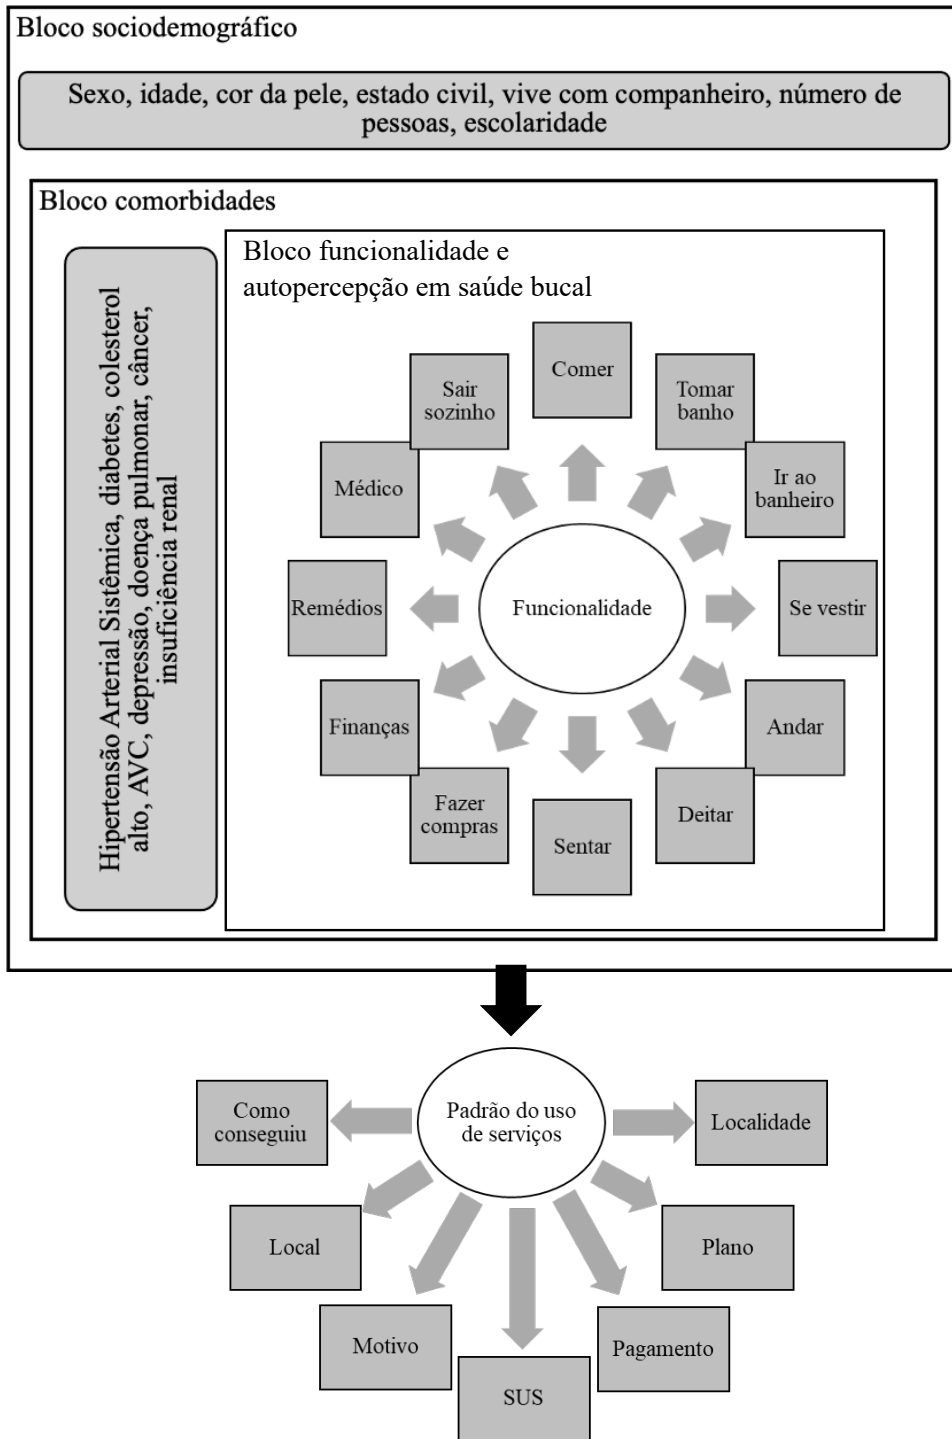 Bloco sociodemográfico
Sexo, idade, cor da pele, estado civil, vive com companheiro, número de
pessoas, escolaridade
Bloco comorbidades
Hipertensão Arterial Sistêmica, diabetes, colesterol
alto, AVC, depressão, doença pulmonar, câncer,
insuficiência renal
Bloco funcionalidade e
autopercepção em saúde bucal
Comer
Tomar
banho
Ir ao
banheiro
Se vestir
Andar
Deitar
Sentar
Fazer
compras
Finanças
Remédios
Médico
Sair
sozinho
Funcionalidade
Padrão do uso
de serviços
Como
conseguiu
Local
Motivo
SUS
Pagamento
Plano
Localidade